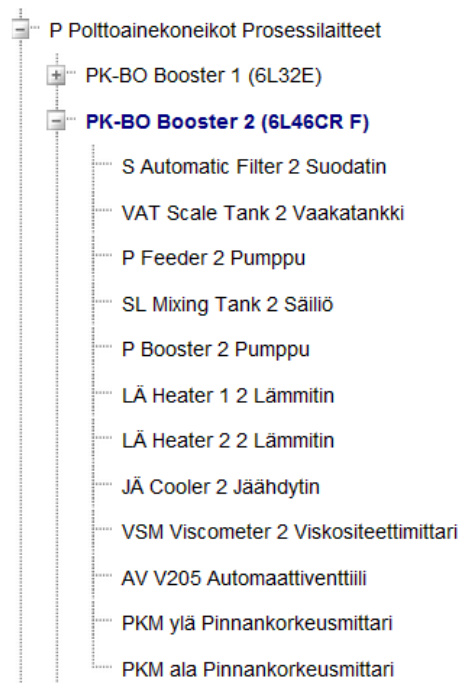 P Polttoainekoneikot Prosessilaitteet
PK-BO Booster 1 (6L32E)
PK-BO Booster 2 (6L46CR F)
S Automatic Filter 2 Suodatin
VAT Scale Tank 2 Vaakatankki
P Feeder 2 Pumppu
SL Mixing Tank 2 Säiliö
P Booster 2 Pumppu
LÄ Heater 1 2 Lämmitin
LÄ Heater 2 2 Lämmitin
JÄ Cooler 2 Jäähdytin
VSM Viscometer 2 Viskositeettimittari
AV V205 Automaattiventtiili
PKM ylä Pinnankorkeusmittari
PKM ala Pinnankorkeusmittari